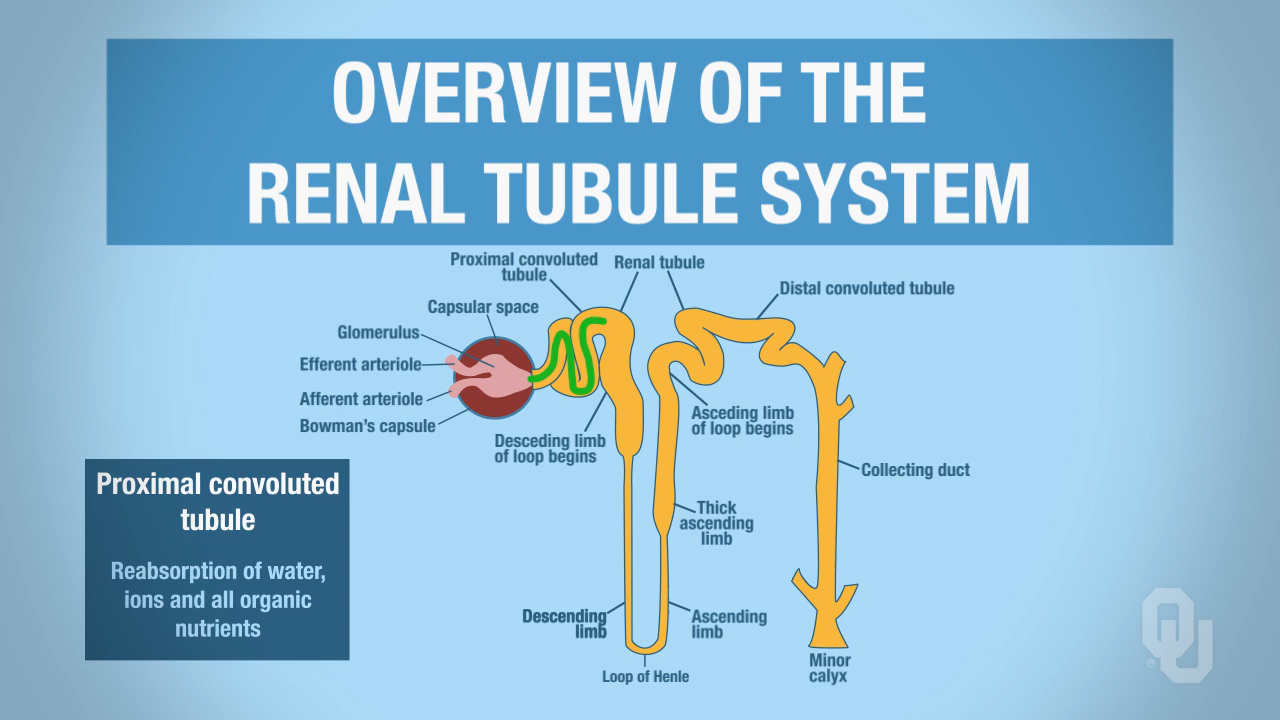 OVERVIEW OF THE
RENAL TUBULE SYSTEM
Proximal convoluted
tubule
Renal tubule
Distal convoluted tubule
Capsular space
Glomerulus
Efferent arteriole
Afferent arteriole
Bowman's capsule
Desceding limb
of loop begins
Asceding limb
of loop begins
Collecting duct
Thick
ascending
limb
Descending
limb
Ascending
limb
Loop of Henle
Minor
calyx
Proximal convoluted
tubule
Reabsorption of water,
ions and all organic
nutrients
OU
®